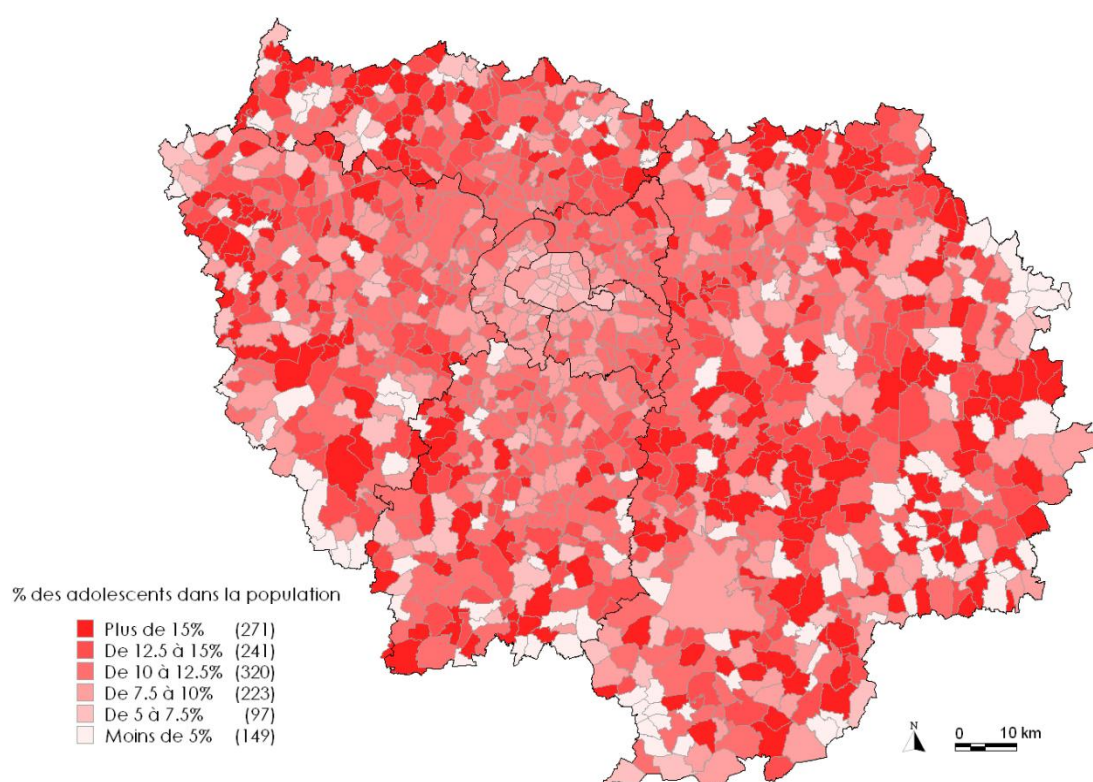 % des adolescents dans la population
Plus de 15% (271)
De 12.5 à 15% (241)
De 10 à 12.5% (320)
De 7.5 à 10% (223)
De 5 à 7.5% (97)
Moins de 5% (149)
N
0 10 km